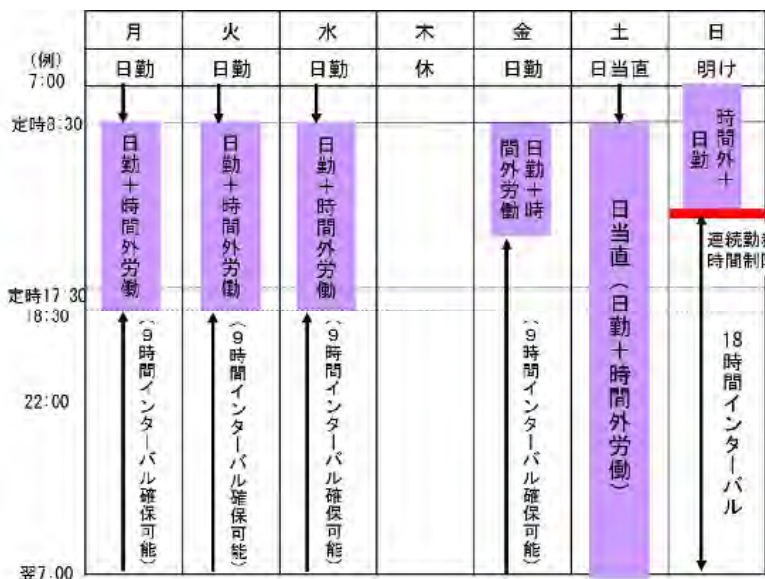 月 火 水 木 金 土 日
(例)
7:00
日勤 日勤 日勤 休 日勤 日当直 明け
定時8:30
日勤+時間外労働
日勤+時間外労働
日勤+時間外労働
日勤+時
間外労働
日当直(日勤+時間外労働)
時間外+
日勤
連続勤務
時間制限
定時17:30
18:30
22:00
翌7:00
(9時間インターバル確保可能)
(9時間インターバル確保可能)
(9時間インターバル確保可能)
(9時間インターバル確保可能)
18時間インターバル